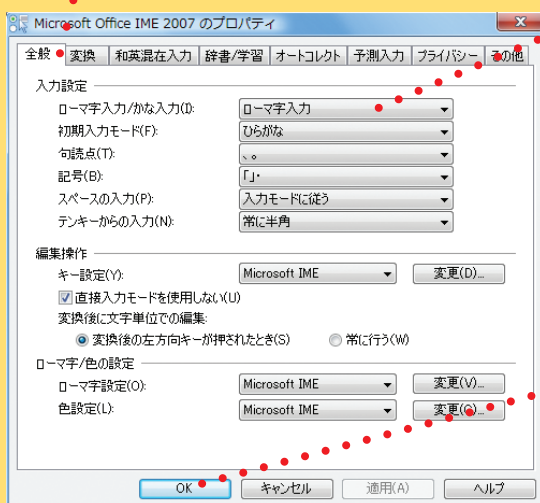 Microsoft Office IME 2007 のプロパティ
全般 変換 和英混在入力 辞書/学習 オートコレクト 予測入力 プライバシー その他
入力設定
ローマ字入力/かな入力(I): ローマ字入力
初期入力モード(F): ひらがな
句読点(T): 、。
記号(B): 「」・
スペースの入力(P): 入力モードに従う
テンキーからの入力(N): 常に半角
編集操作
キー設定(Y): Microsoft IME 変更(D)...
直接入力モードを使用しない(U)
変換後に文字単位での編集:
変換後の左方向キーが押されたとき(S) 常に行う(W)
ローマ字/色の設定
ローマ字設定(O): Microsoft IME 変更(V)...
色設定(L): Microsoft IME 変更(G)...
OK キャンセル 適用(A) ヘルプ